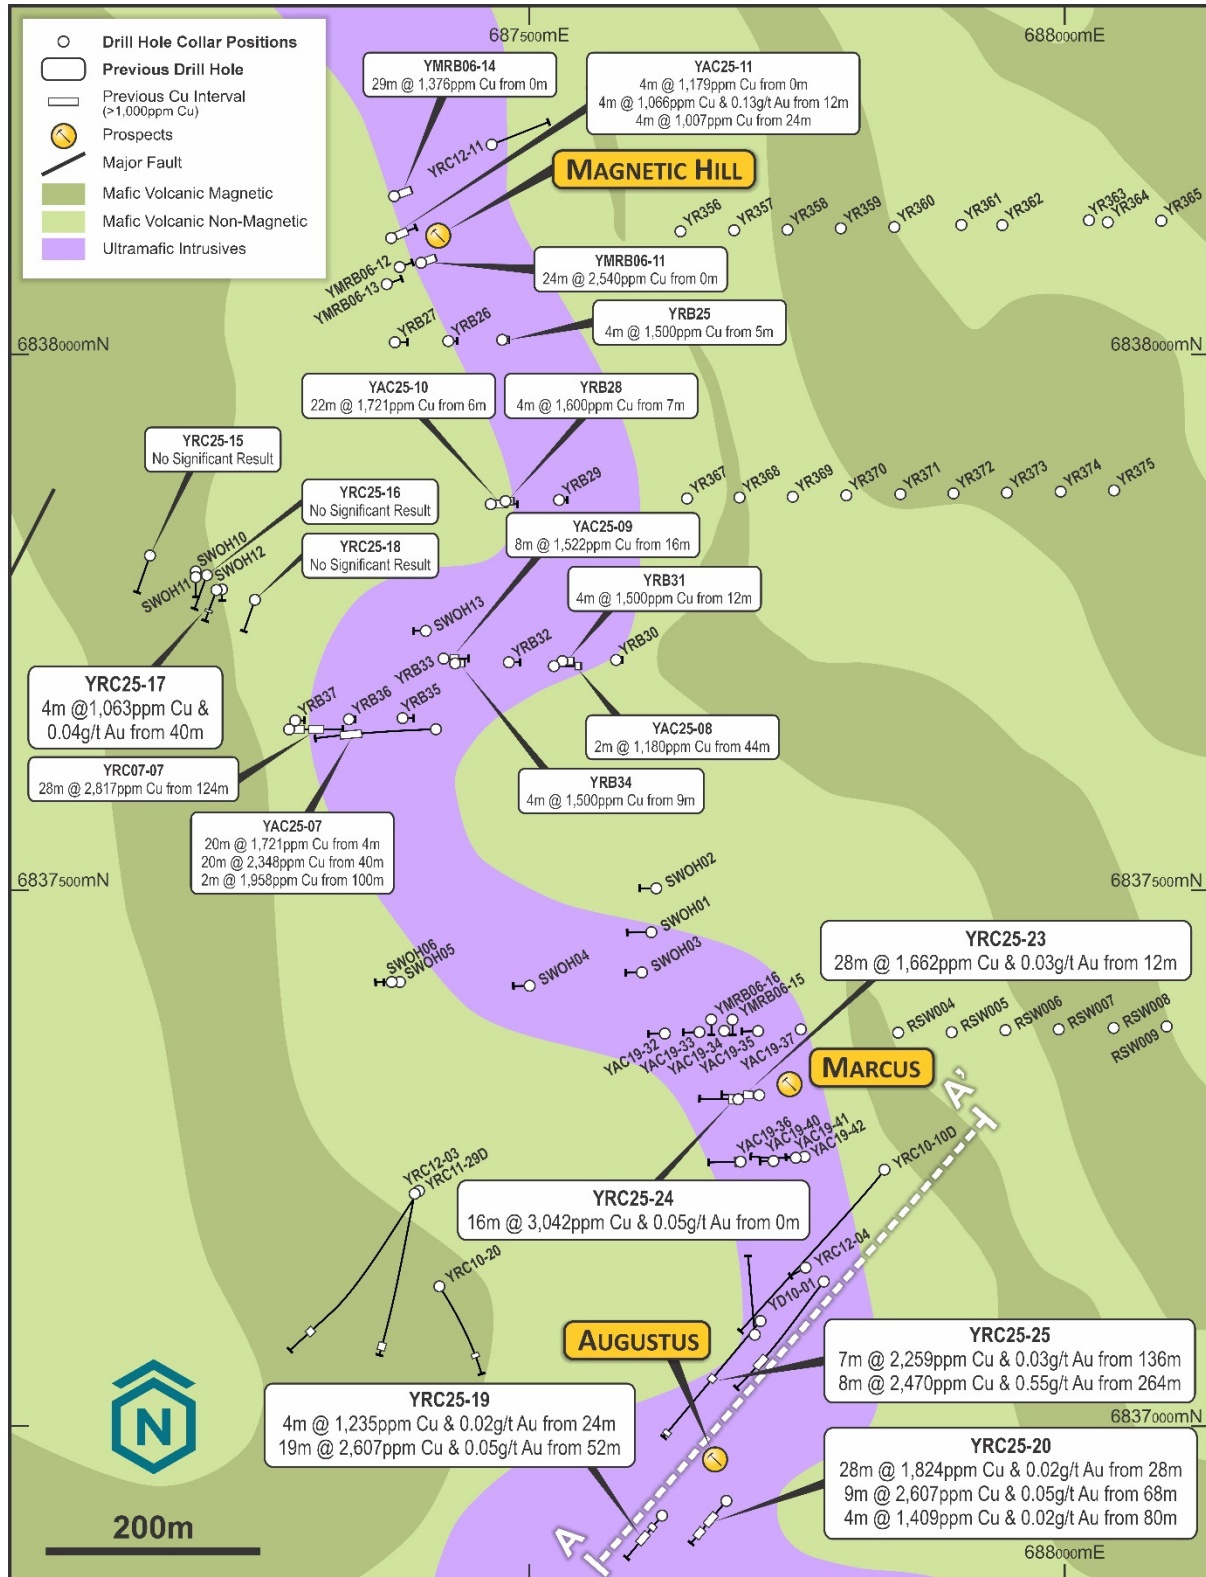 687500mE
688000mE
Drill Hole Collar Positions
Previous Drill Hole
Previous Cu Interval
(>1,000ppm Cu)
Prospects
Major Fault
Mafic Volcanic Magnetic
Mafic Volcanic Non-Magnetic
Ultramafic Intrusives
YMRB06-14
29m @ 1,376ppm Cu from 0m
YAC25-11
4m @ 1,179ppm Cu from 0m
4m @ 1,066ppm Cu & 0.13g/t Au from 12m
4m @ 1,007ppm Cu from 24m
YRC12-11
MAGNETIC HILL
YR356
YR357
YR358
YR359
YR360
YR361
YR362
YR363
YR364
YR365
YMRB06-12
YMRB06-13
YMRB06-11
24m @ 2,540ppm Cu from 0m
YRB27
YRB26
YRB25
4m @ 1,500ppm Cu from 5m
6838000mN
6838000mN
YAC25-10
22m @ 1,721ppm Cu from 6m
YRB28
4m @ 1,600ppm Cu from 7m
YRC25-15
No Significant Result
YRC25-16
No Significant Result
YRB29
YR367
YR368
YR369
YR370
YR371
YR372
YR373
YR374
YR375
YAC25-09
8m @ 1,522ppm Cu from 16m
YRC25-18
No Significant Result
SWOH10
SWOH12
SWOH11
YRB31
4m @ 1,500ppm Cu from 12m
SWOH13
YRB33
YRB32
YRB30
YRC25-17
4m @1,063ppm Cu &
0.04g/t Au from 40m
YRB37
YRB36
YRB35
YAC25-08
2m @ 1,180ppm Cu from 44m
YRC07-07
28m @ 2,817ppm Cu from 124m
YRB34
4m @ 1,500ppm Cu from 9m
YAC25-07
20m @ 1,721ppm Cu from 4m
20m @ 2,348ppm Cu from 40m
2m @ 1,958ppm Cu from 100m
6837500mN
6837500mN
SWOH02
SWOH01
SWOH03
SWOH04
SWOH06
SWOH05
YRC25-23
28m @ 1,662ppm Cu & 0.03g/t Au from 12m
YMRB06-16
YMRB06-15
YAC19-32
YAC19-33
YAC19-34
YAC19-35
YAC19-37
RSW004
RSW005
RSW006
RSW007
RSW008
RSW009
MARCUS
A'
YAC19-36
YAC19-40
YAC19-41
YAC19-42
YRC10-10D
YRC12-03
YRC11-29D
YRC25-24
16m @ 3,042ppm Cu & 0.05g/t Au from 0m
YRC10-20
YRC12-04
YD10-01
AUGUSTUS
YRC25-25
7m @ 2,259ppm Cu & 0.03g/t Au from 136m
8m @ 2,470ppm Cu & 0.55g/t Au from 264m
YRC25-19
4m @ 1,235ppm Cu & 0.02g/t Au from 24m
19m @ 2,607ppm Cu & 0.05g/t Au from 52m
6837000mN
YRC25-20
28m @ 1,824ppm Cu & 0.02g/t Au from 28m
9m @ 2,607ppm Cu & 0.05g/t Au from 68m
4m @ 1,409ppm Cu & 0.02g/t Au from 80m
N
200m
A
688000mE